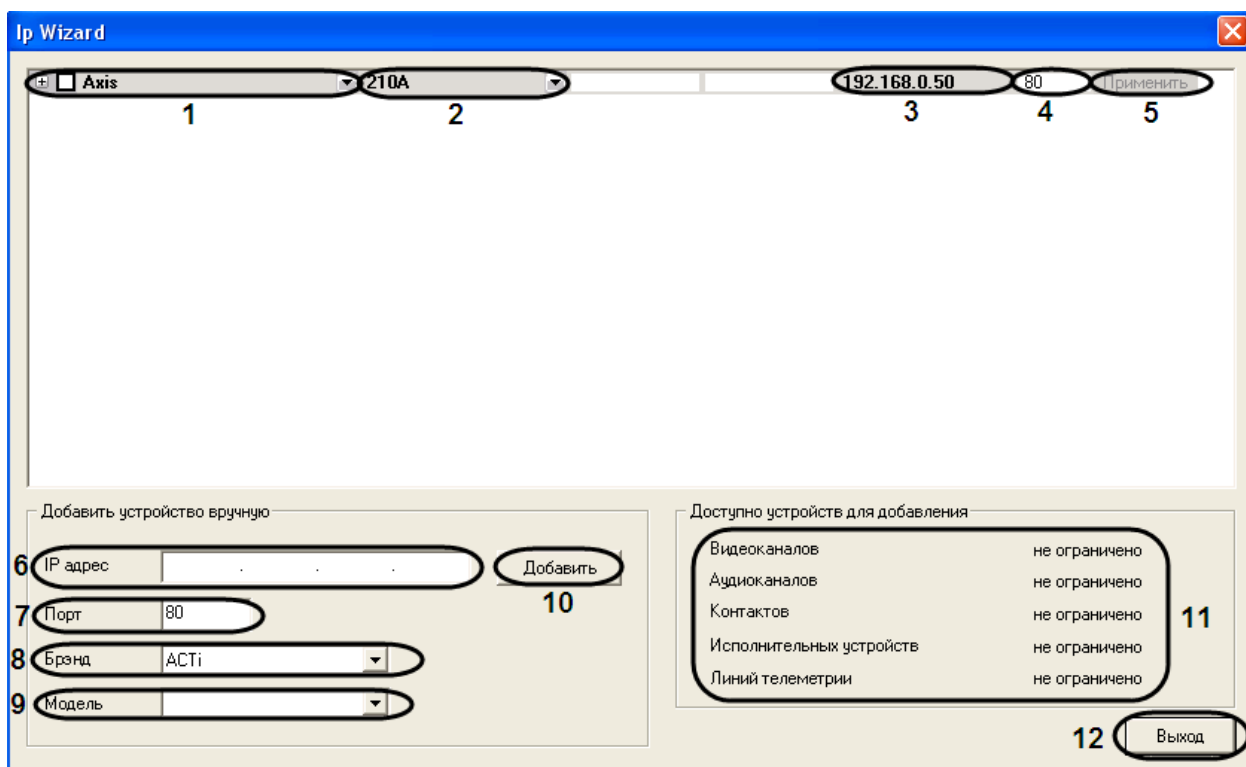 Ip Wizard
Axis 210A 192.168.0.50 80 Применить
1 2 3 4 5
Добавить устройство вручную
6 IP адрес . . . Добавить
10
7 Порт 80
8 Брэнд ACTi
9 Модель
Доступно устройств для добавления
Видеоканалов не ограничено
Аудиоканалов не ограничено
Контактов не ограничено
11
Исполнительных устройств не ограничено
Линий телеметрии не ограничено
12 Выход